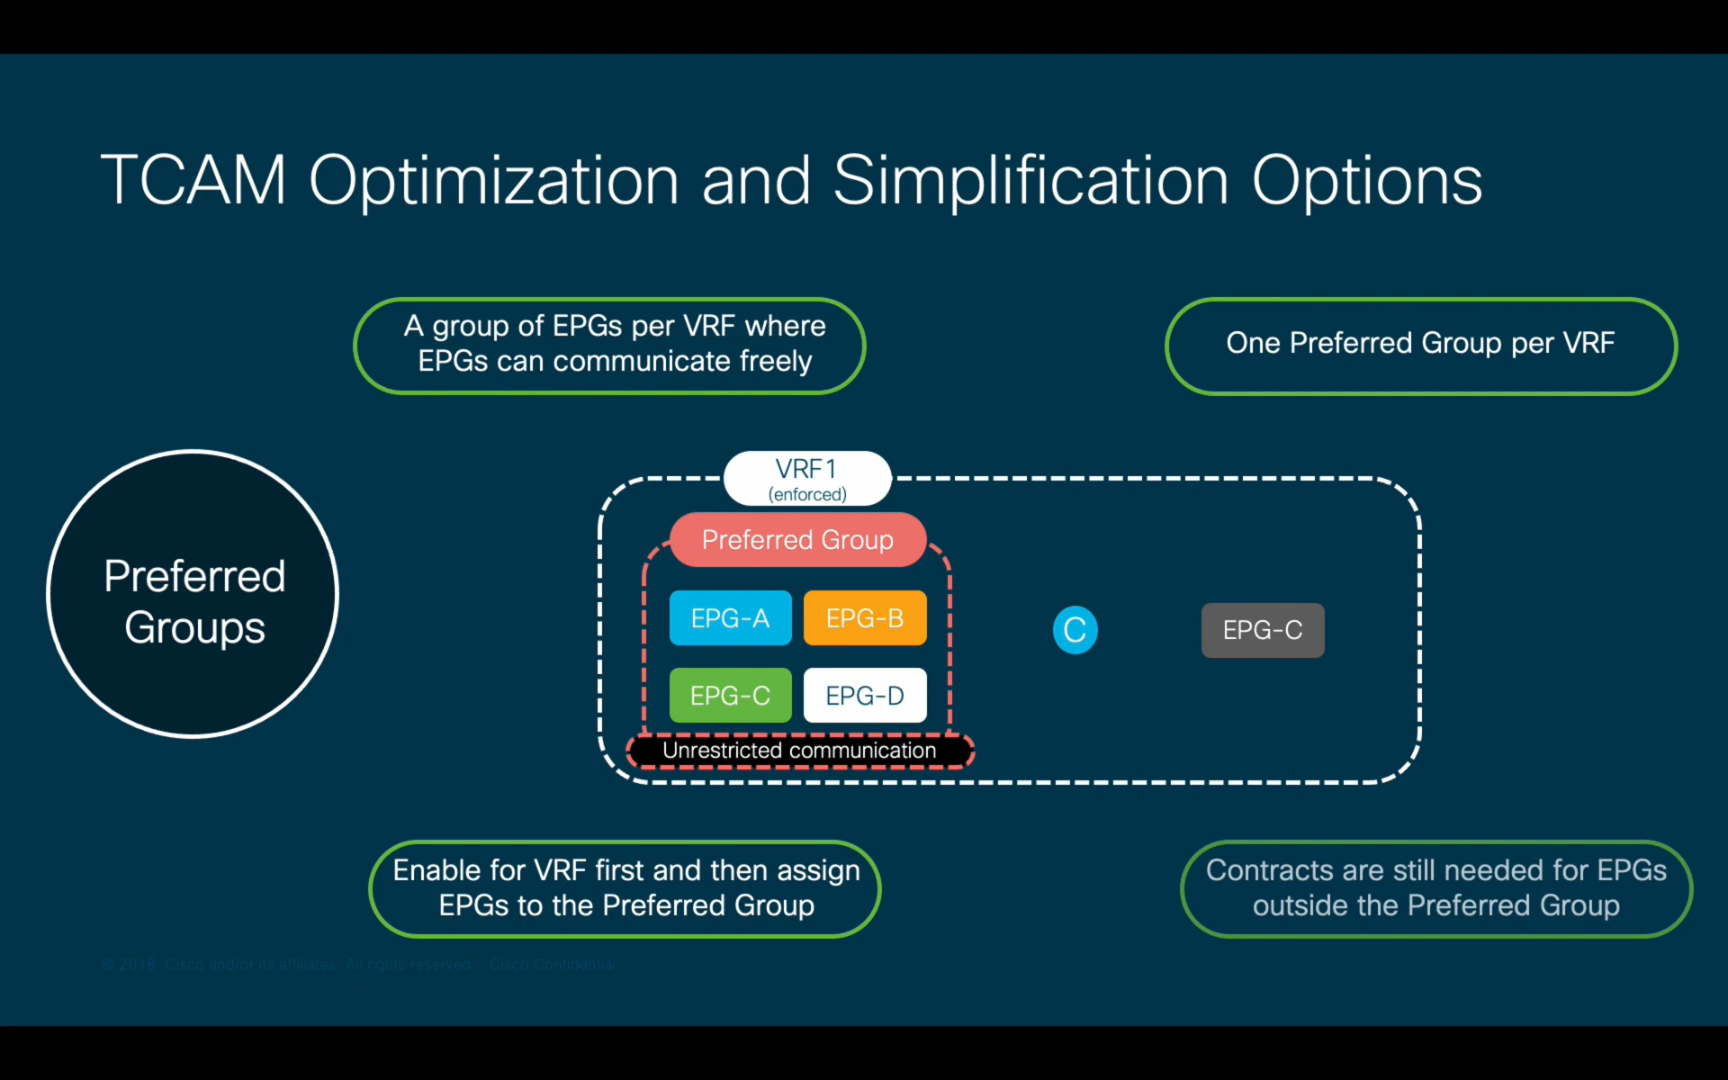 TCAM Optimization and Simplification Options
A group of EPGs per VRF where
EPGs can communicate freely
One Preferred Group per VRF
Preferred
Groups
VRF1
(enforced)
Preferred Group
EPG-A
EPG-B
EPG-C
EPG-D
Unrestricted communication
C
EPG-C
Enable for VRF first and then assign
EPGs to the Preferred Group
Contracts are still needed for EPGs
outside the Preferred Group
© 2018 Cisco and/or its affiliates. All rights reserved. Cisco Confidential